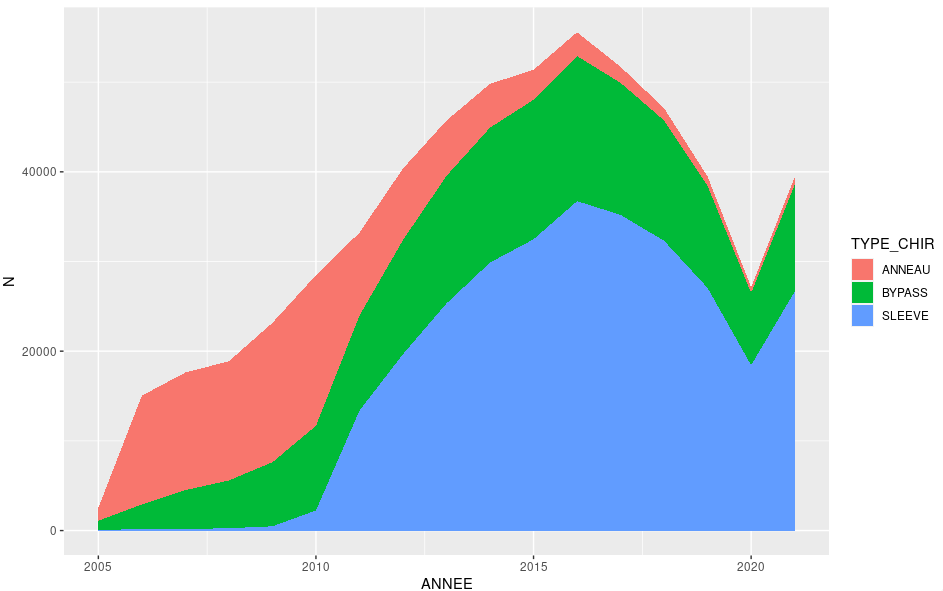 N
40000
20000
0
2005
2010
2015
2020
ANNEE
TYPE_CHIR
ANNEAU
BYPASS
SLEEVE